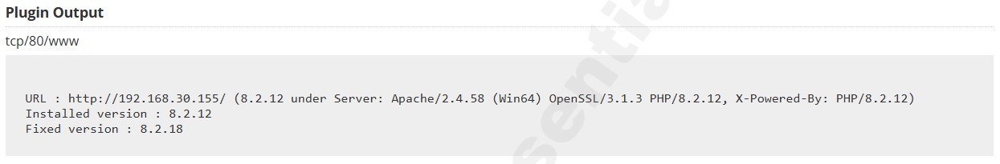 Plugin Output
tcp/80/www
URL : http://192.168.30.155/ (8.2.12 under Server: Apache/2.4.58 (Win64) OpenSSL/3.1.3 PHP/8.2.12, X-Powered-By: PHP/8.2.12)
Installed version : 8.2.12
Fixed version : 8.2.18
sentia